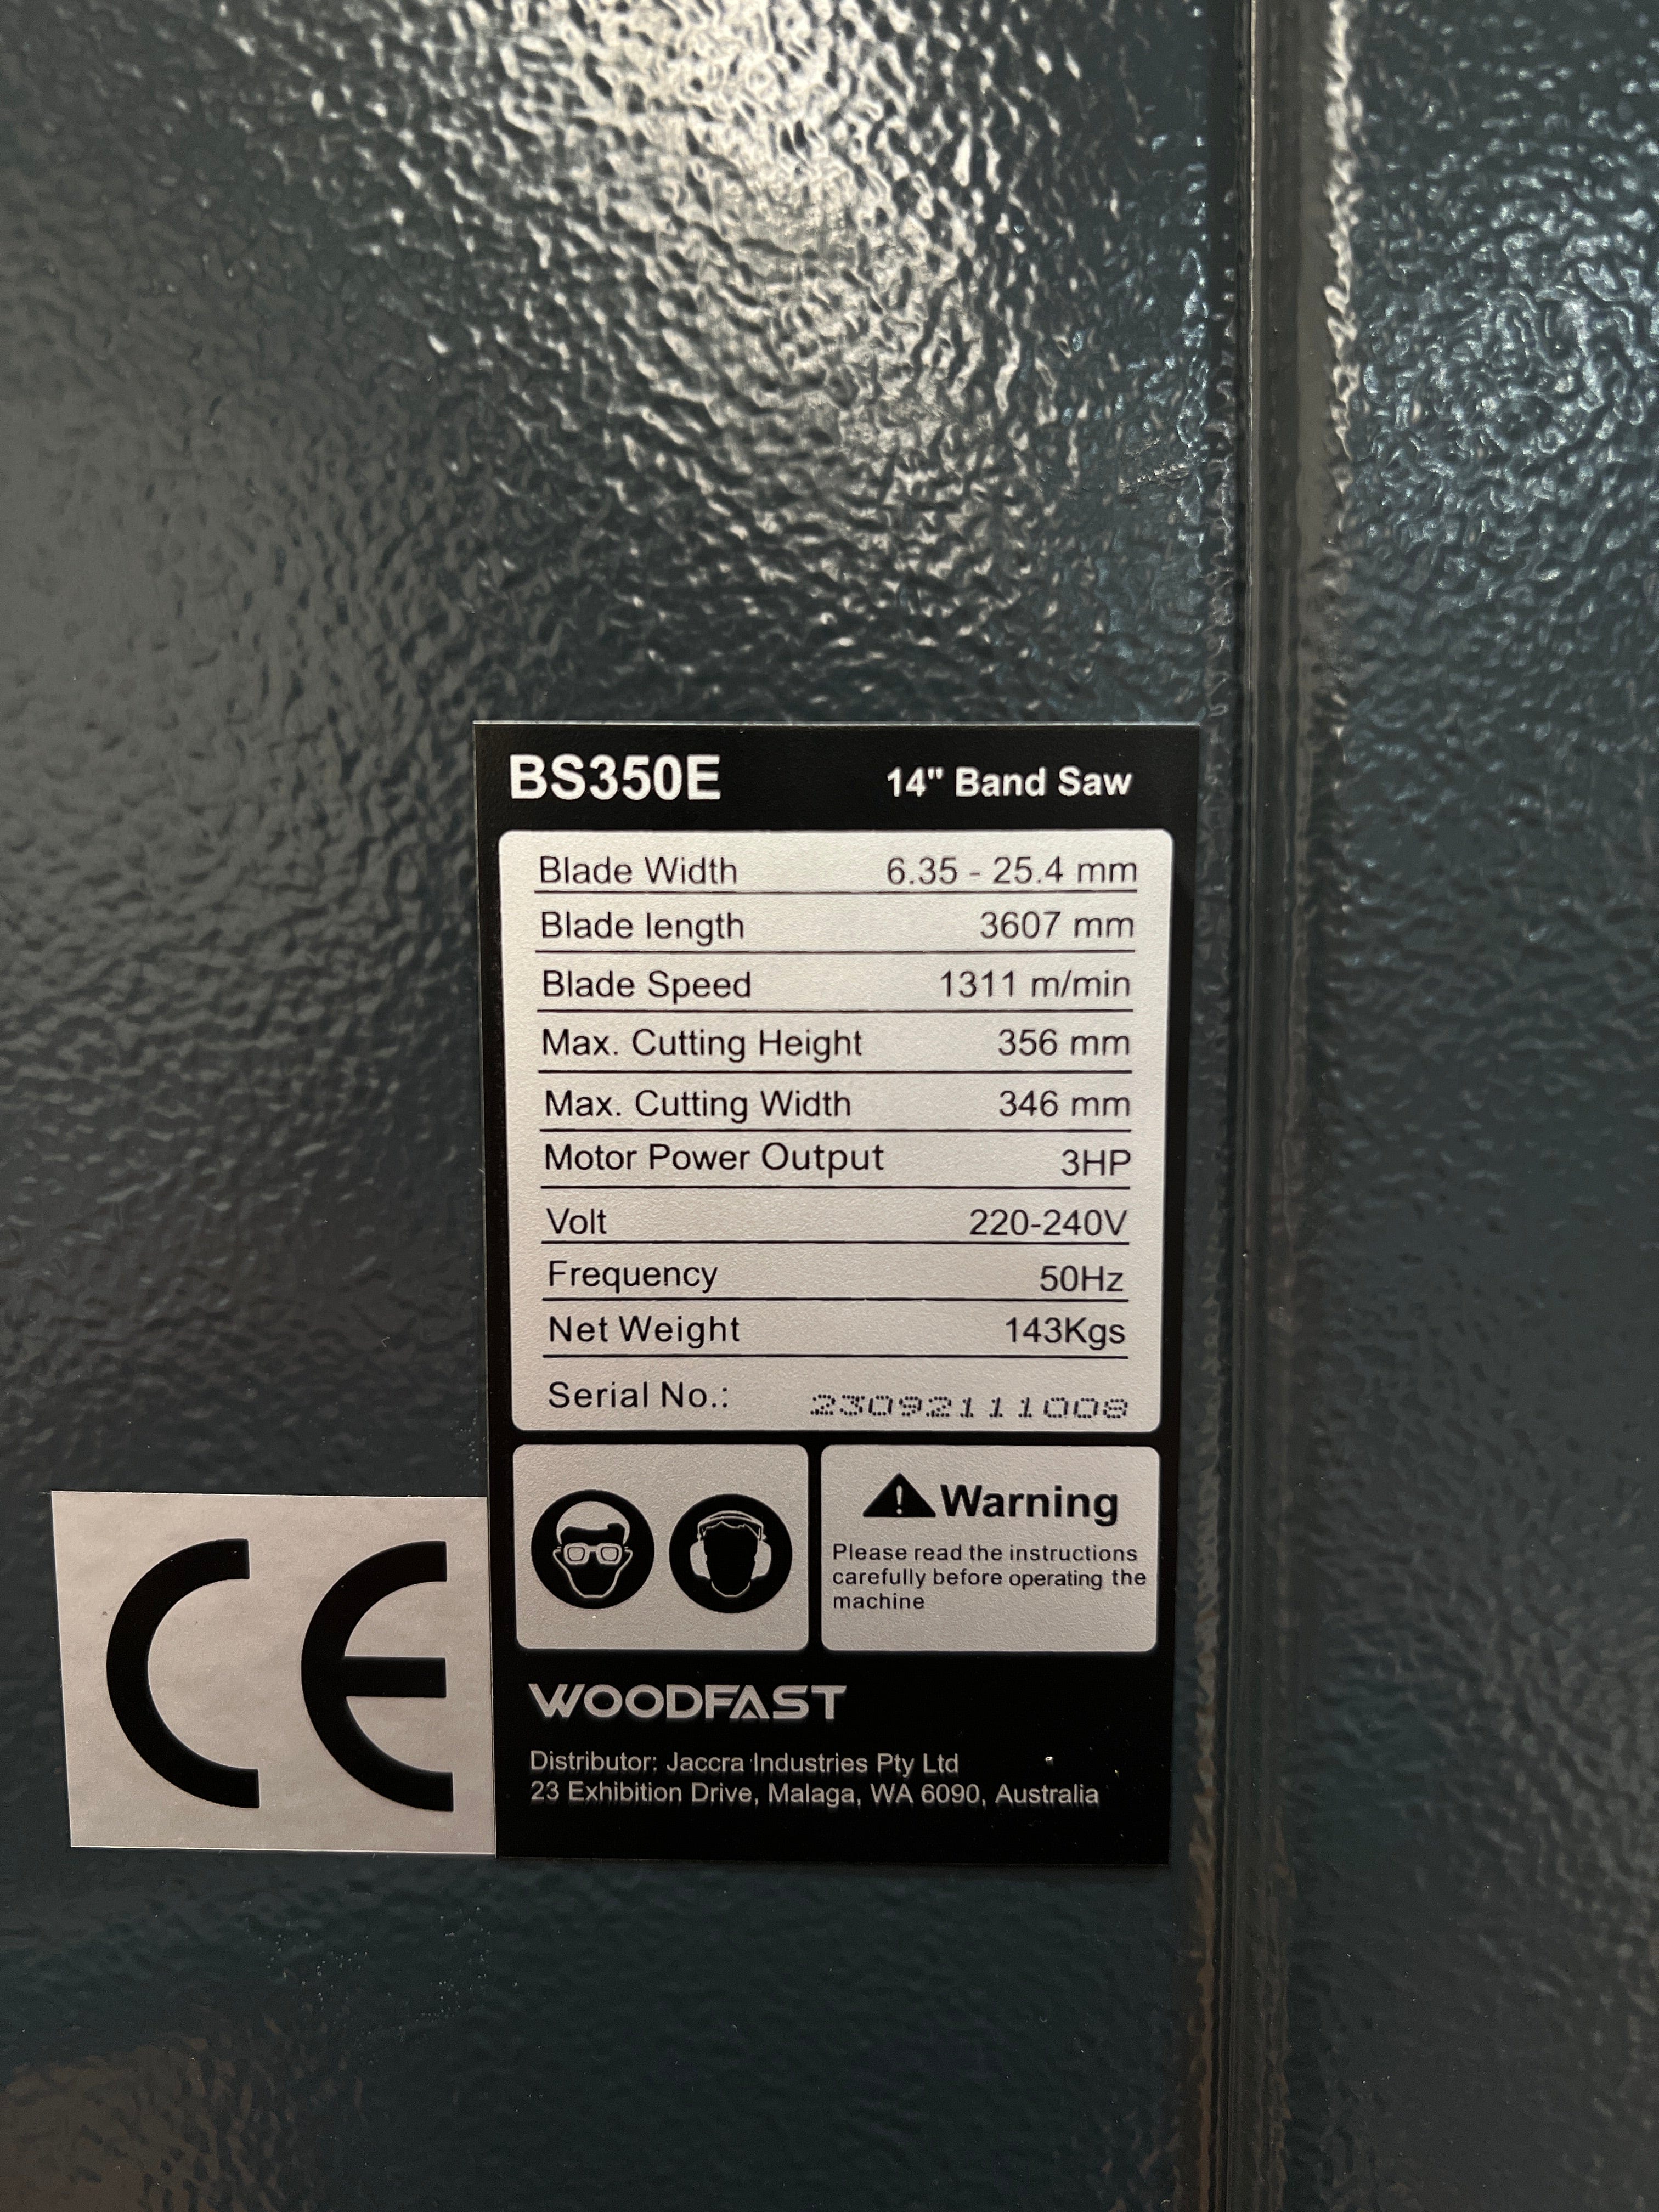 BS350E 14" Band Saw
Blade Width 6.35 - 25.4 mm
Blade length 3607 mm
Blade Speed 1311 m/min
Max. Cutting Height 356 mm
Max. Cutting Width 346 mm
Motor Power Output 3HP
Volt 220-240V
Frequency 50Hz
Net Weight 143Kgs
Serial No.: 23092111008
Warning
Please read the instructions
carefully before operating the
machine
CE
WOODFAST
Distributor: Jaccra Industries Pty Ltd
23 Exhibition Drive, Malaga, WA 6090, Australia